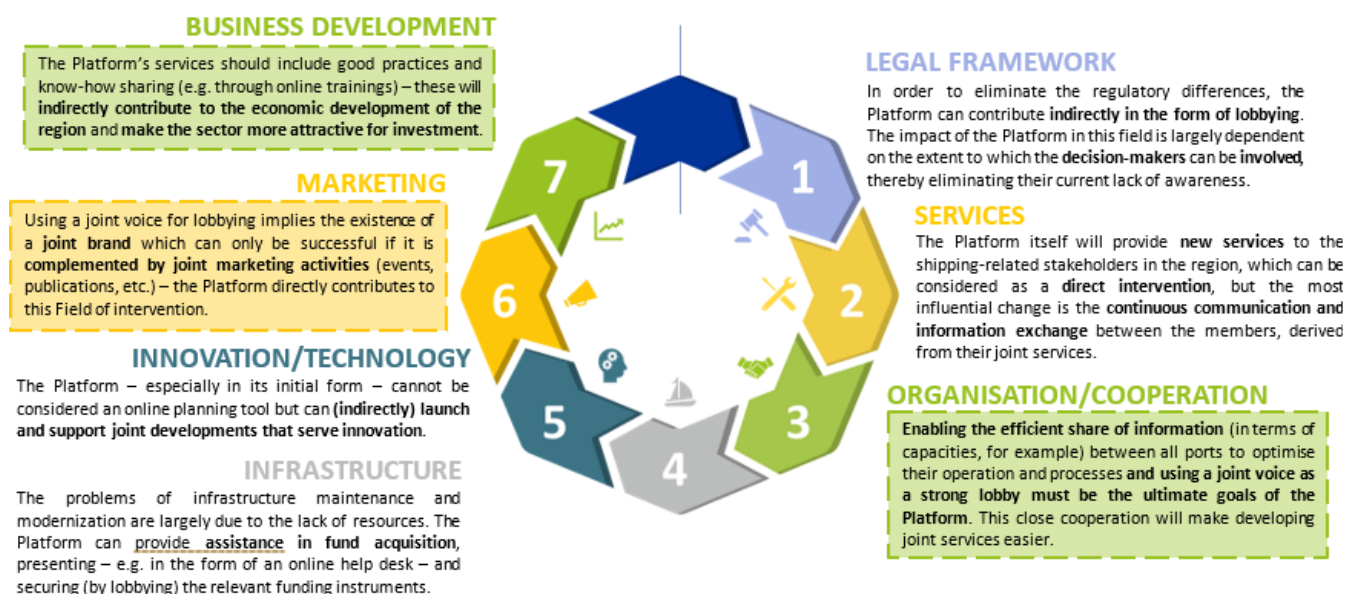 BUSINESS DEVELOPMENT
The Platform's services should include good practices and
know-how sharing (e.g. through online trainings) – these will
indirectly contribute to the economic development of the
region and make the sector more attractive for investment.
MARKETING
Using a joint voice for lobbying implies the existence of
a joint brand which can only be successful if it is
complemented by joint marketing activities (events,
publications, etc.) – the Platform directly contributes to
this Field of intervention.
INNOVATION/TECHNOLOGY
The Platform – especially in its initial form – cannot be
considered an online planning tool but can (indirectly) launch
and support joint developments that serve innovation.
INFRASTRUCTURE
The problems of infrastructure maintenance and
modernization are largely due to the lack of resources. The
Platform can provide assistance in fund acquisition,
presenting – e.g. in the form of an online help desk – and
securing (by lobbying) the relevant funding instruments.
1
2
3
4
5
6
7
LEGAL FRAMEWORK
In order to eliminate the regulatory differences, the
Platform can contribute indirectly in the form of lobbying.
The impact of the Platform in this field is largely dependent
on the extent to which the decision-makers can be involved,
thereby eliminating their current lack of awareness.
SERVICES
The Platform itself will provide new services to the
shipping-related stakeholders in the region, which can be
considered as a direct intervention, but the most
influential change is the continuous communication and
information exchange between the members, derived
from their joint services.
ORGANISATION/COOPERATION
Enabling the efficient share of information (in terms of
capacities, for example) between all ports to optimise
their operation and processes and using a joint voice as
a strong lobby must be the ultimate goals of the
Platform. This close cooperation will make developing
joint services easier.